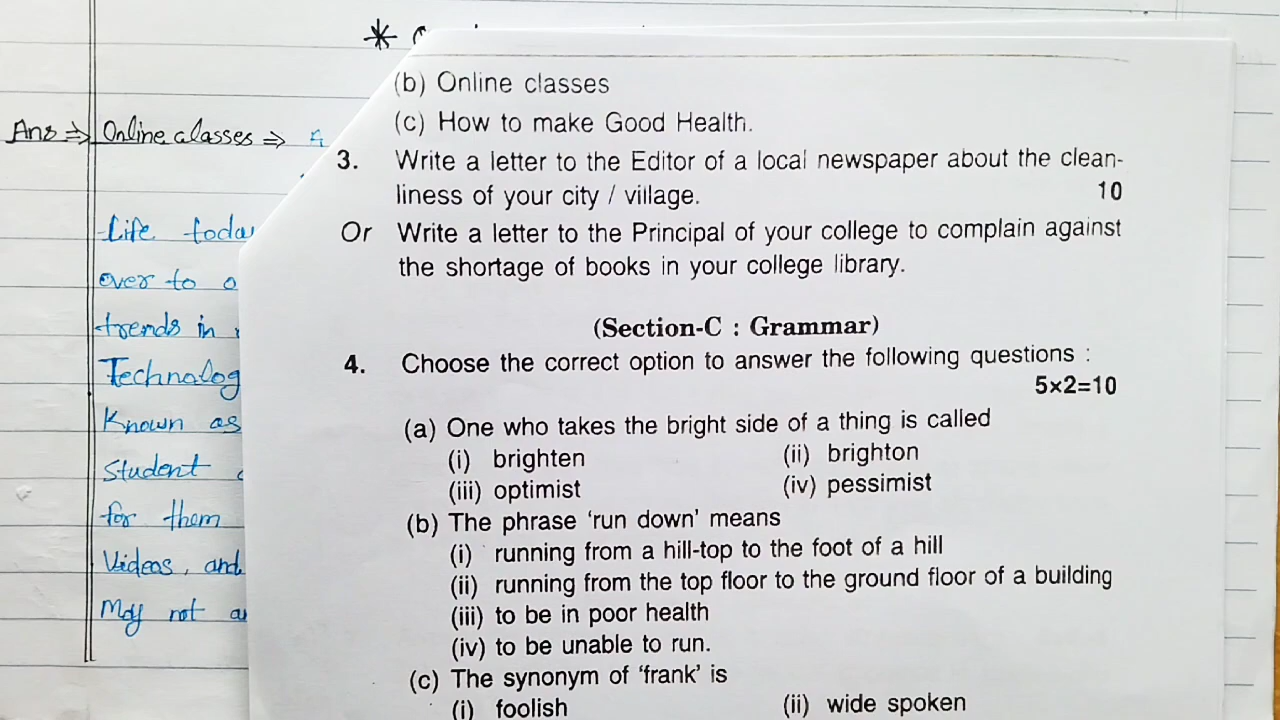 (b) Online classes
(c) How to make Good Health.
3. Write a letter to the Editor of a local newspaper about the clean-
liness of your city / village. 10
Or Write a letter to the Principal of your college to complain against
the shortage of books in your college library.
(Section-C : Grammar)
4. Choose the correct option to answer the following questions :
5×2=10
(a) One who takes the bright side of a thing is called
(i) brighten (ii) brighton
(iii) optimist (iv) pessimist
(b) The phrase ‘run down’ means
(i) running from a hill-top to the foot of a hill
(ii) running from the top floor to the ground floor of a building
(iii) to be in poor health
(iv) to be unable to run.
(c) The synonym of ‘frank’ is
(i) foolish (ii) wide spoken
Ans ⇒ Online classes ⇒
Life
over to
trends in
Known as
Student
for them
Videos, and
May not